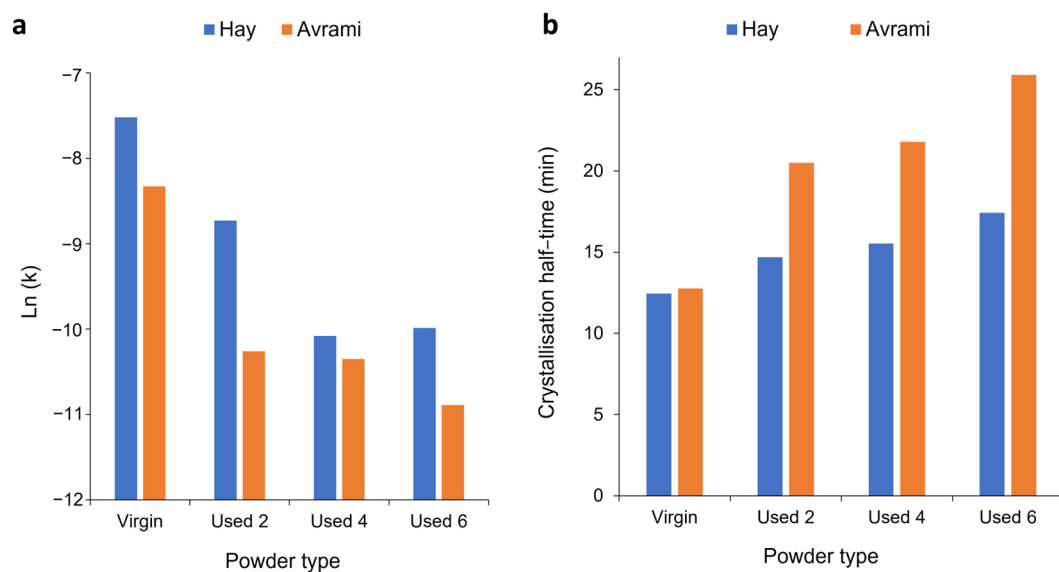 a
Hay Avrami
Ln (k)
−7
−8
−9
−10
−11
−12
Virgin Used 2 Used 4 Used 6
Powder type
b
Hay Avrami
Crystallisation half−time (min)
25
20
15
10
5
0
Virgin Used 2 Used 4 Used 6
Powder type